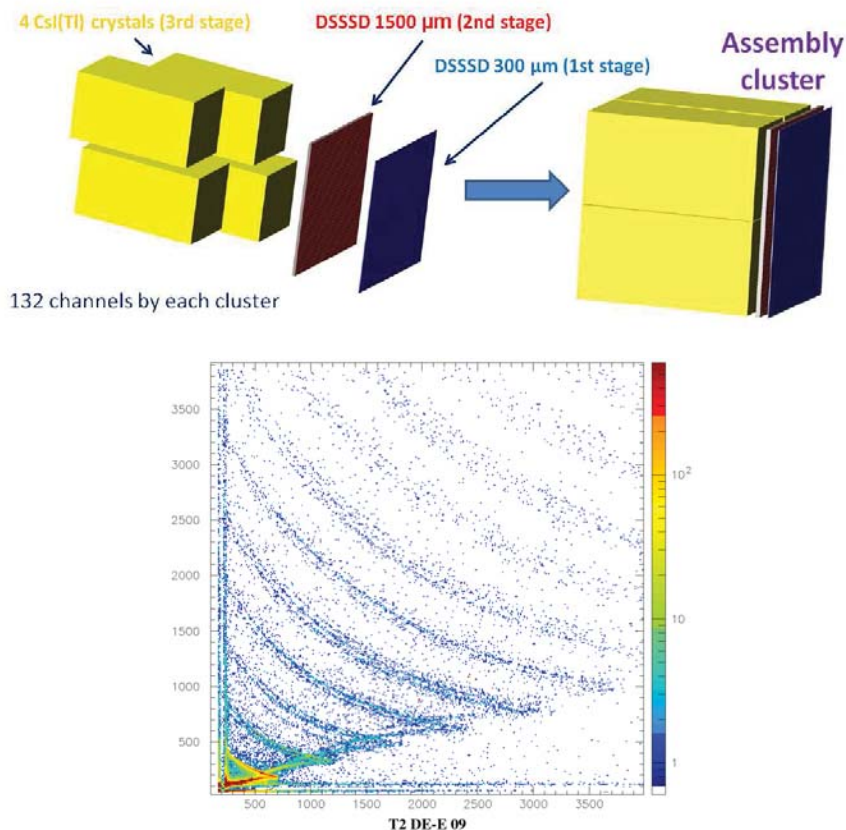 4 CsI(Tl) crystals (3rd stage)
DSSSD 1500 μm (2nd stage)
DSSSD 300 μm (1st stage)
Assembly
cluster
132 channels by each cluster
3500
3000
2500
2000
1500
1000
500
500 1000 1500 2000 2500 3000 3500
10²
10
1
T2 DE-E 09